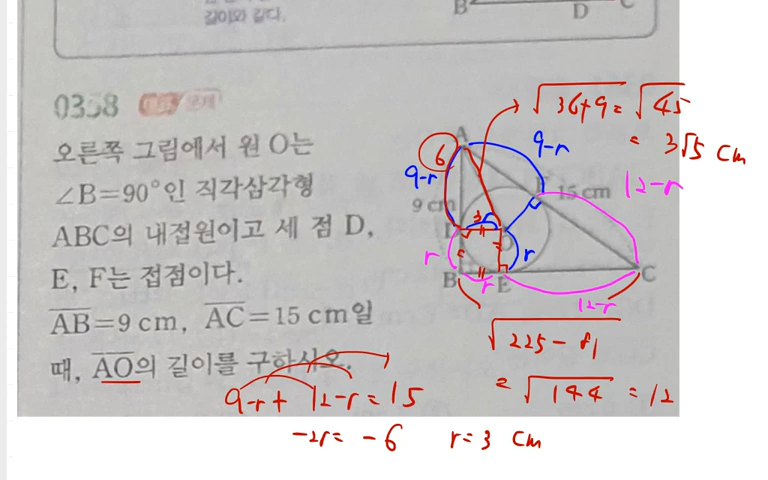 길이와 같다.
B
D
C
0358
오른쪽 그림에서 원 O는
∠B=90°인 직각삼각형
ABC의 내접원이고 세 점 D,
E, F는 접점이다.
AB=9 cm, AC=15 cm일
때, AO의 길이를 구하시오.
√36+9 = √45
= 3√5 cm
A
6
9-r
9-r
F
15 cm
12-r
9 cm
3
D
O
r
r
B
r
E
C
12-r
√225-81
= √144 = 12
9-r+12-r=15
-2r=-6
r=3 cm